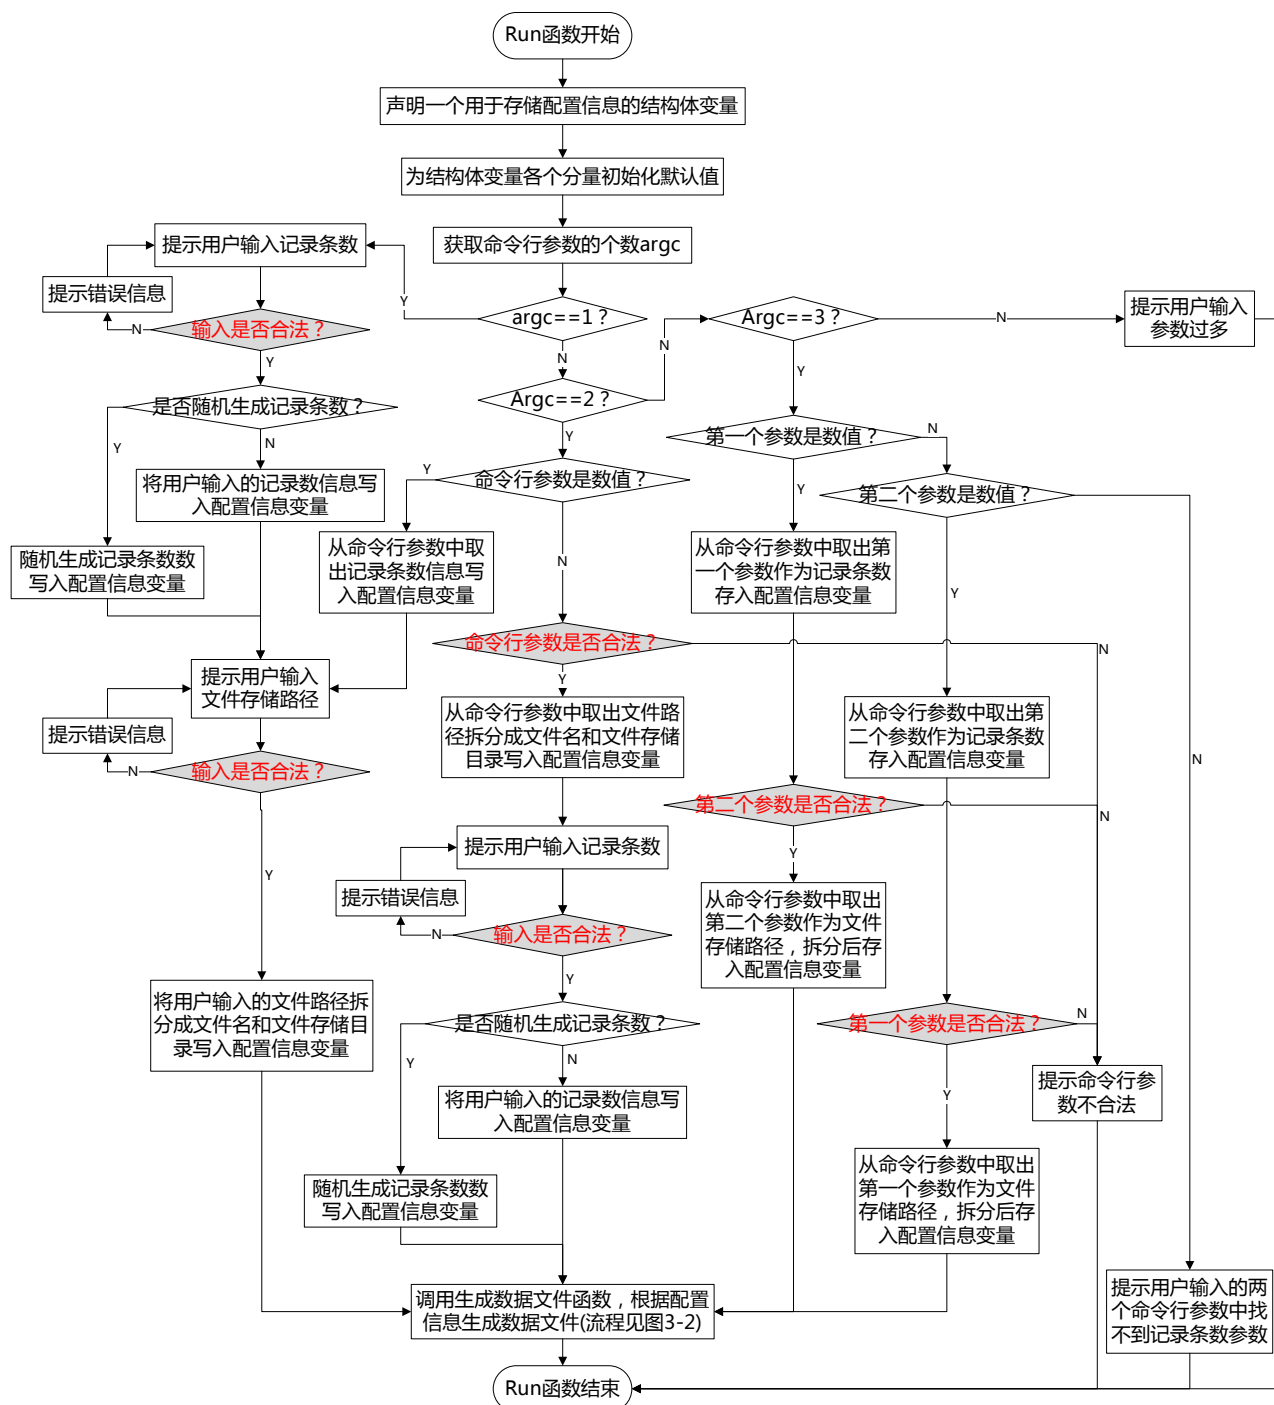 Run函数开始
声明一个用于存储配置信息的结构体变量
为结构体变量各个分量初始化默认值
获取命令行参数的个数argc
提示用户输入记录条数
提示错误信息
输入是否合法？
N
Y
Y
argc==1？
N
Argc==3？
N
N
Y
提示用户输入
参数过多
Argc==2？
Y
是否随机生成记录条数？
Y
N
将用户输入的记录数信息写
入配置信息变量
随机生成记录条数数
写入配置信息变量
命令行参数是数值？
Y
N
从命令行参数中取
出记录条数信息写
入配置信息变量
第一个参数是数值？
N
Y
第二个参数是数值？
Y
N
从命令行参数中取出第
一个参数作为记录条数
存入配置信息变量
命令行参数是否合法？
N
Y
提示用户输入
文件存储路径
提示错误信息
输入是否合法？
N
Y
从命令行参数中取出文件路
径拆分成文件名和文件存储
目录写入配置信息变量
从命令行参数中取出第
二个参数作为记录条数
存入配置信息变量
第二个参数是否合法？
N
Y
提示用户输入记录条数
提示错误信息
输入是否合法？
N
Y
从命令行参数中取出
第二个参数作为文件
存储路径，拆分后存
入配置信息变量
将用户输入的文件路径拆
分成文件名和文件存储目
录写入配置信息变量
是否随机生成记录条数？
Y
N
第一个参数是否合法？
N
Y
提示命令行参
数不合法
将用户输入的记录数信息写
入配置信息变量
随机生成记录条数数
写入配置信息变量
从命令行参数中取出
第一个参数作为文件
存储路径，拆分后存
入配置信息变量
调用生成数据文件函数，根据配置
信息生成数据文件(流程见图3-2)
提示用户输入的两
个命令行参数中找
不到记录条数参数
Run函数结束